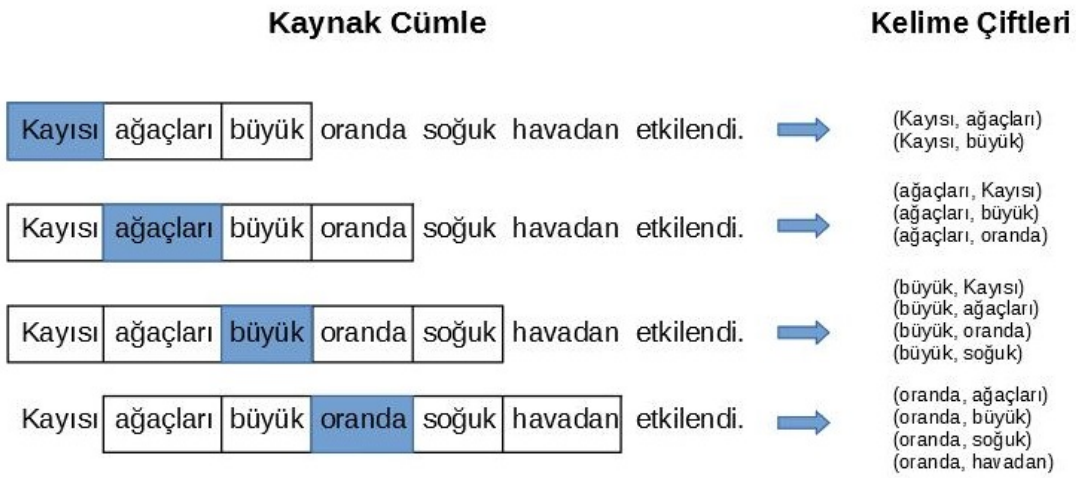 Kaynak Cümle
Kelime Çiftleri
Kayısı ağaçları büyük oranda soğuk havadan etkilendi.
(Kayısı, ağaçları)
(Kayısı, büyük)
Kayısı ağaçları büyük oranda soğuk havadan etkilendi.
(ağaçları, Kayısı)
(ağaçları, büyük)
(ağaçları, oranda)
Kayısı ağaçları büyük oranda soğuk havadan etkilendi.
(büyük, Kayısı)
(büyük, ağaçları)
(büyük, oranda)
(büyük, soğuk)
Kayısı ağaçları büyük oranda soğuk havadan etkilendi.
(oranda, ağaçları)
(oranda, büyük)
(oranda, soğuk)
(oranda, havadan)